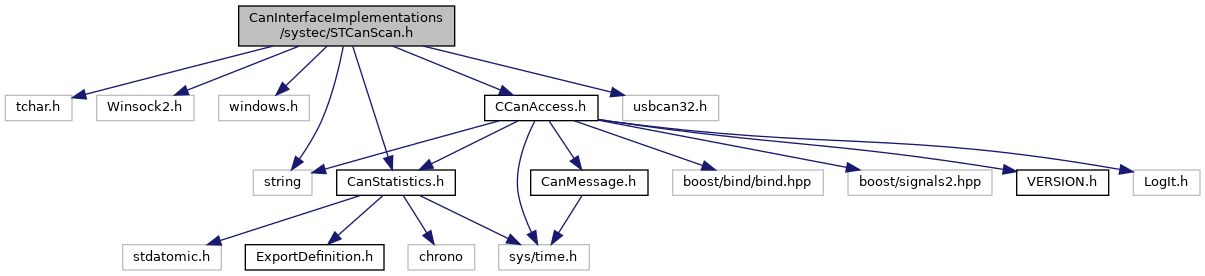 CanInterfaceImplementations
/systec/STCanScan.h
tchar.h
Winsock2.h
windows.h
CCanAccess.h
usbcan32.h
string
CanStatistics.h
CanMessage.h
boost/bind/bind.hpp
boost/signals2.hpp
VERSION.h
LogIt.h
stdatomic.h
ExportDefinition.h
chrono
sys/time.h